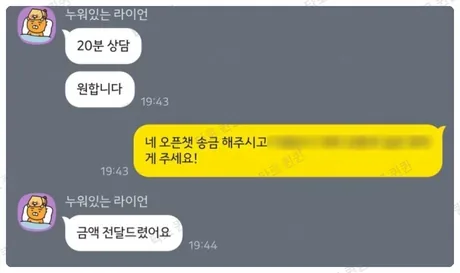 누워있는 라이언
20분 상담
원합니다
19:43
네 오픈챗 송금 해주시고
게 주세요!
19:43
누워있는 라이언
금액 전달드렸어요
19:44